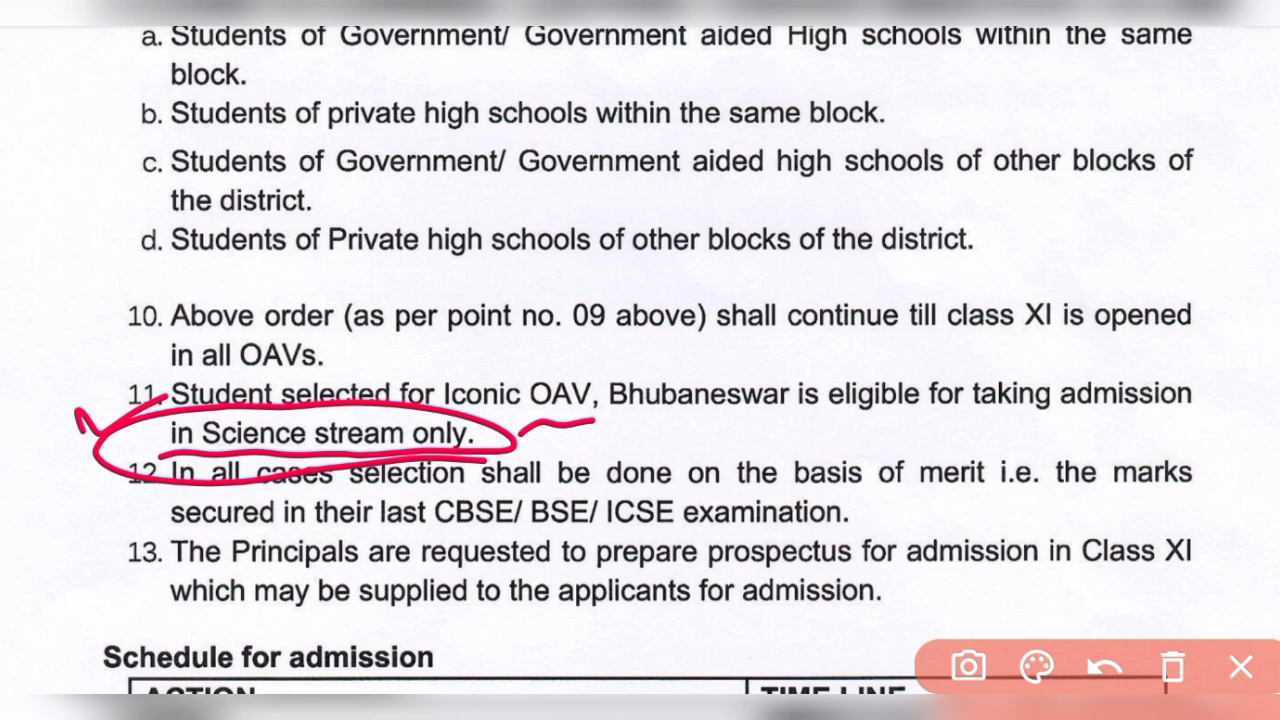 a. Students of Government/ Government aided High schools within the same
block.
b. Students of private high schools within the same block.
c. Students of Government/ Government aided high schools of other blocks of
the district.
d. Students of Private high schools of other blocks of the district.
10. Above order (as per point no. 09 above) shall continue till class XI is opened
in all OAVs.
11. Student selected for Iconic OAV, Bhubaneswar is eligible for taking admission
in Science stream only.
12. In all cases selection shall be done on the basis of merit i.e. the marks
secured in their last CBSE/ BSE/ ICSE examination.
13. The Principals are requested to prepare prospectus for admission in Class XI
which may be supplied to the applicants for admission.
Schedule for admission
ACTION TIME LINE